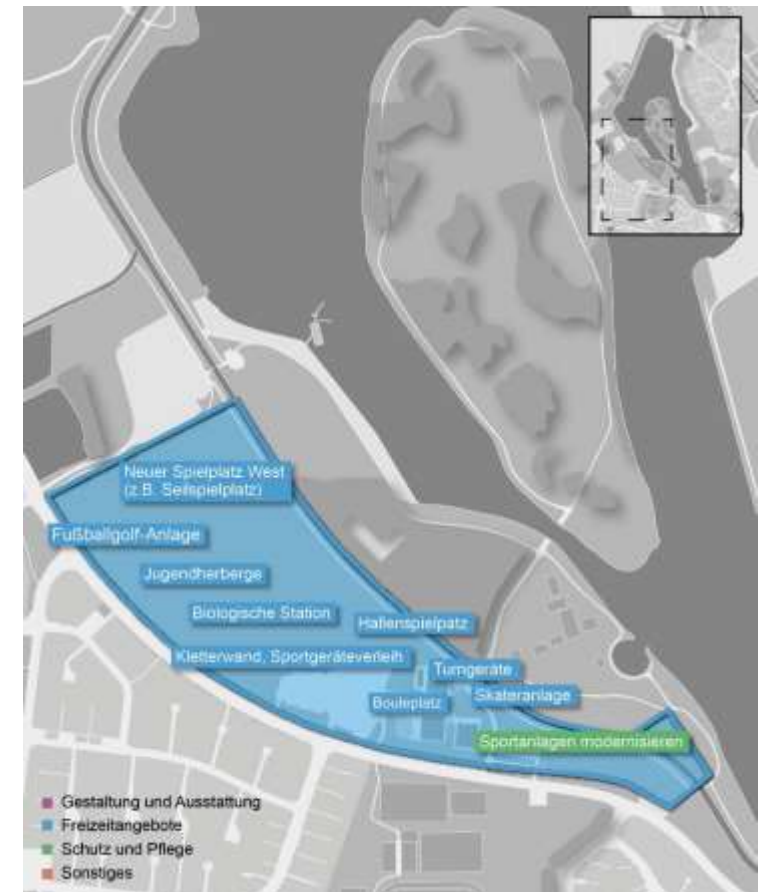 Neuer Spielplatz West
(z.B. Seilspielplatz)
Fußballgolf-Anlage
Jugendherberge
Biologische Station
Hallenspielpatz
Kletterwand, Sportgeräteverleih
Turngeräte
Skateranlage
Bouleplatz
Sportanlagen modernisieren
Gestaltung und Ausstattung
Freizeitangebote
Schutz und Pflege
Sonstiges